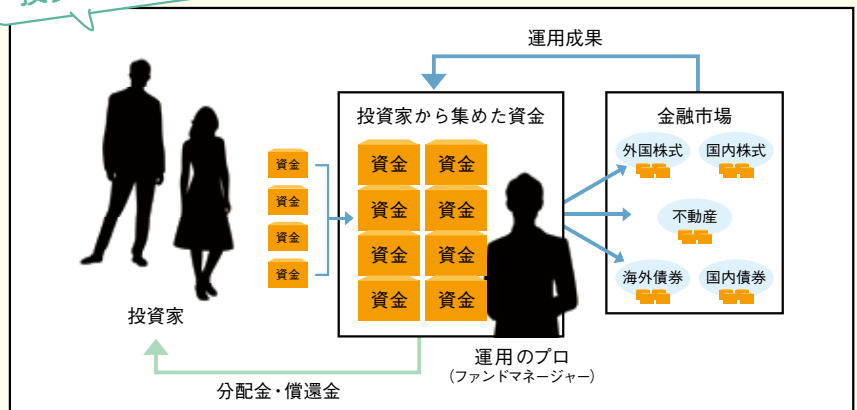 運用成果
投資家から集めた資金
金融市場
外国株式
国内株式
資金
資金
資金
資金
資金
資金
資金
資金
資金
資金
資金
資金
不動産
海外債券
国内債券
投資家
運用のプロ
(ファンドマネージャー)
分配金・償還金